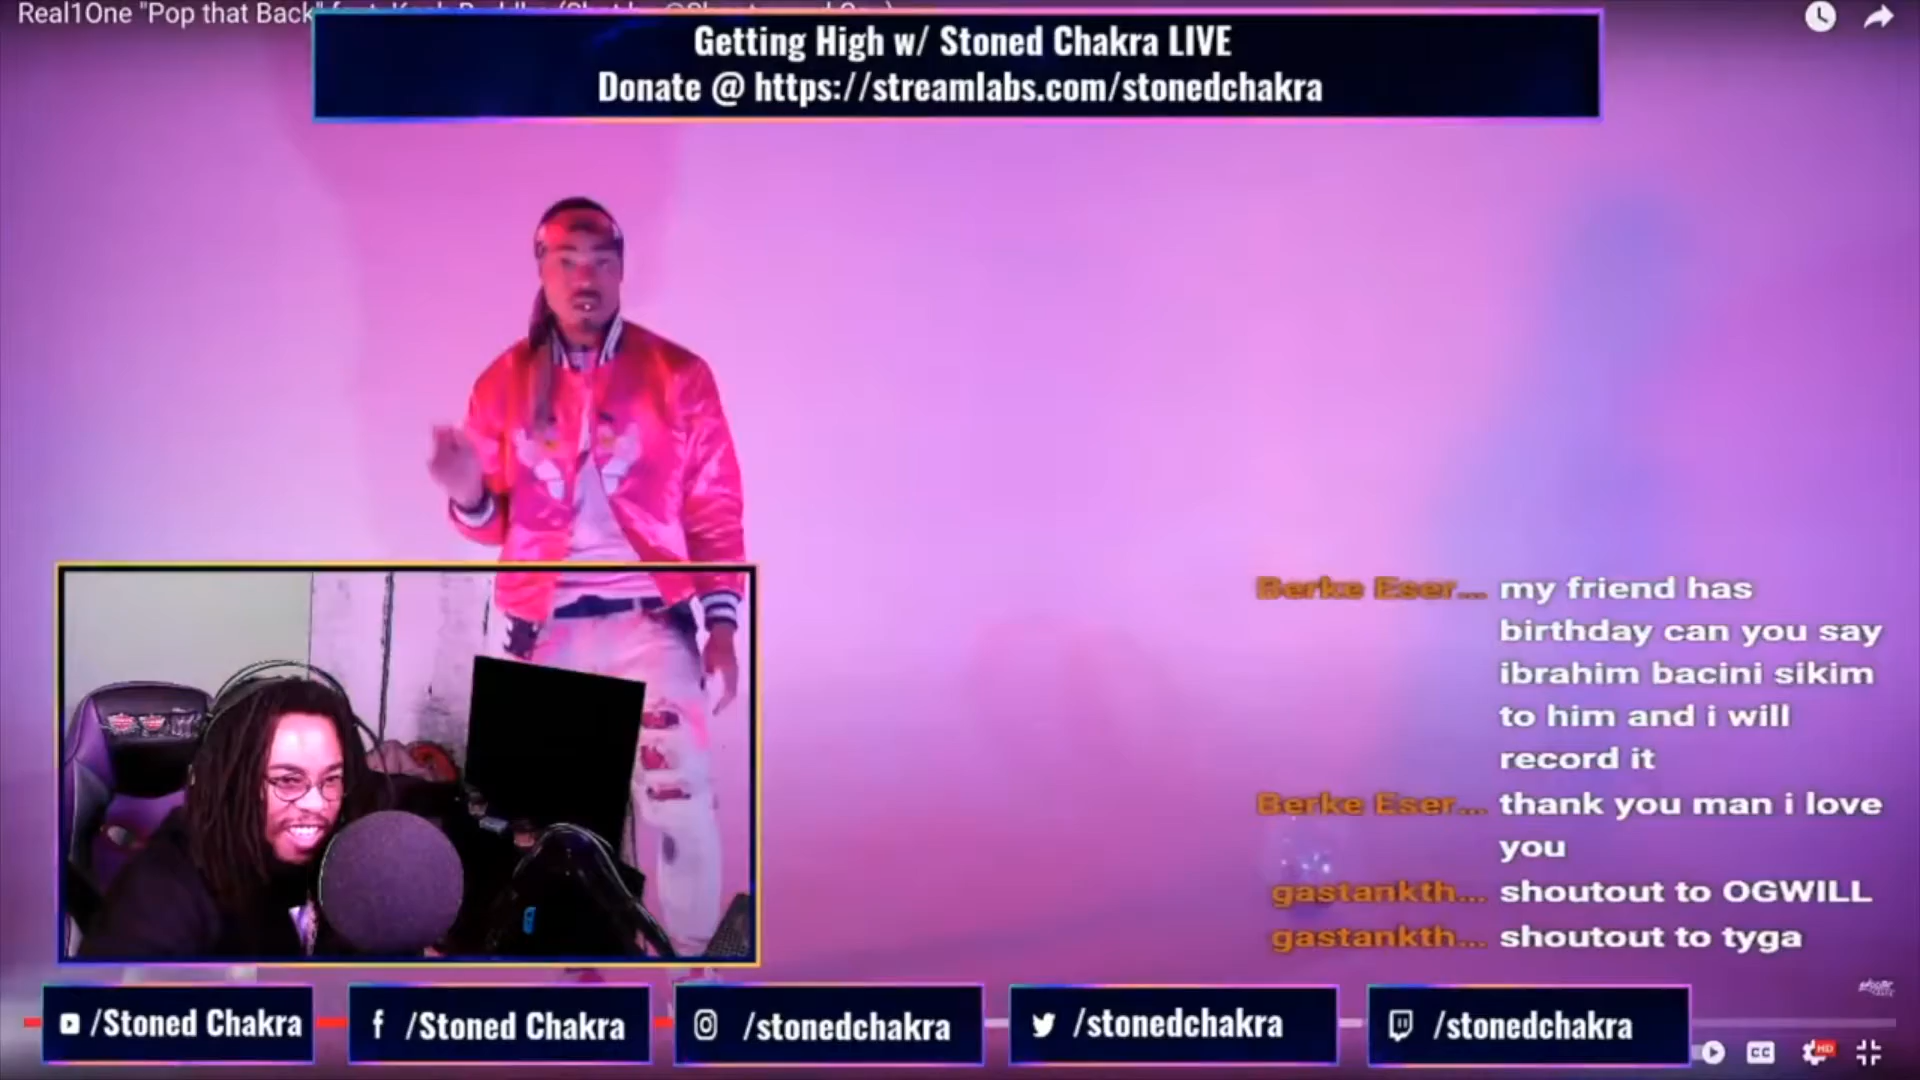 Real1One "Pop that Back"
Getting High w/ Stoned Chakra LIVE
Donate @ https://streamlabs.com/stonedchakra
Berke Eser... my friend has
birthday can you say
ibrahim bacini sikim
to him and i will
record it
Berke Eser... thank you man i love
you
gastankth... shoutout to OGWILL
gastankth... shoutout to tyga
/Stoned Chakra
/Stoned Chakra
/stonedchakra
/stonedchakra
/stonedchakra
CC
HD